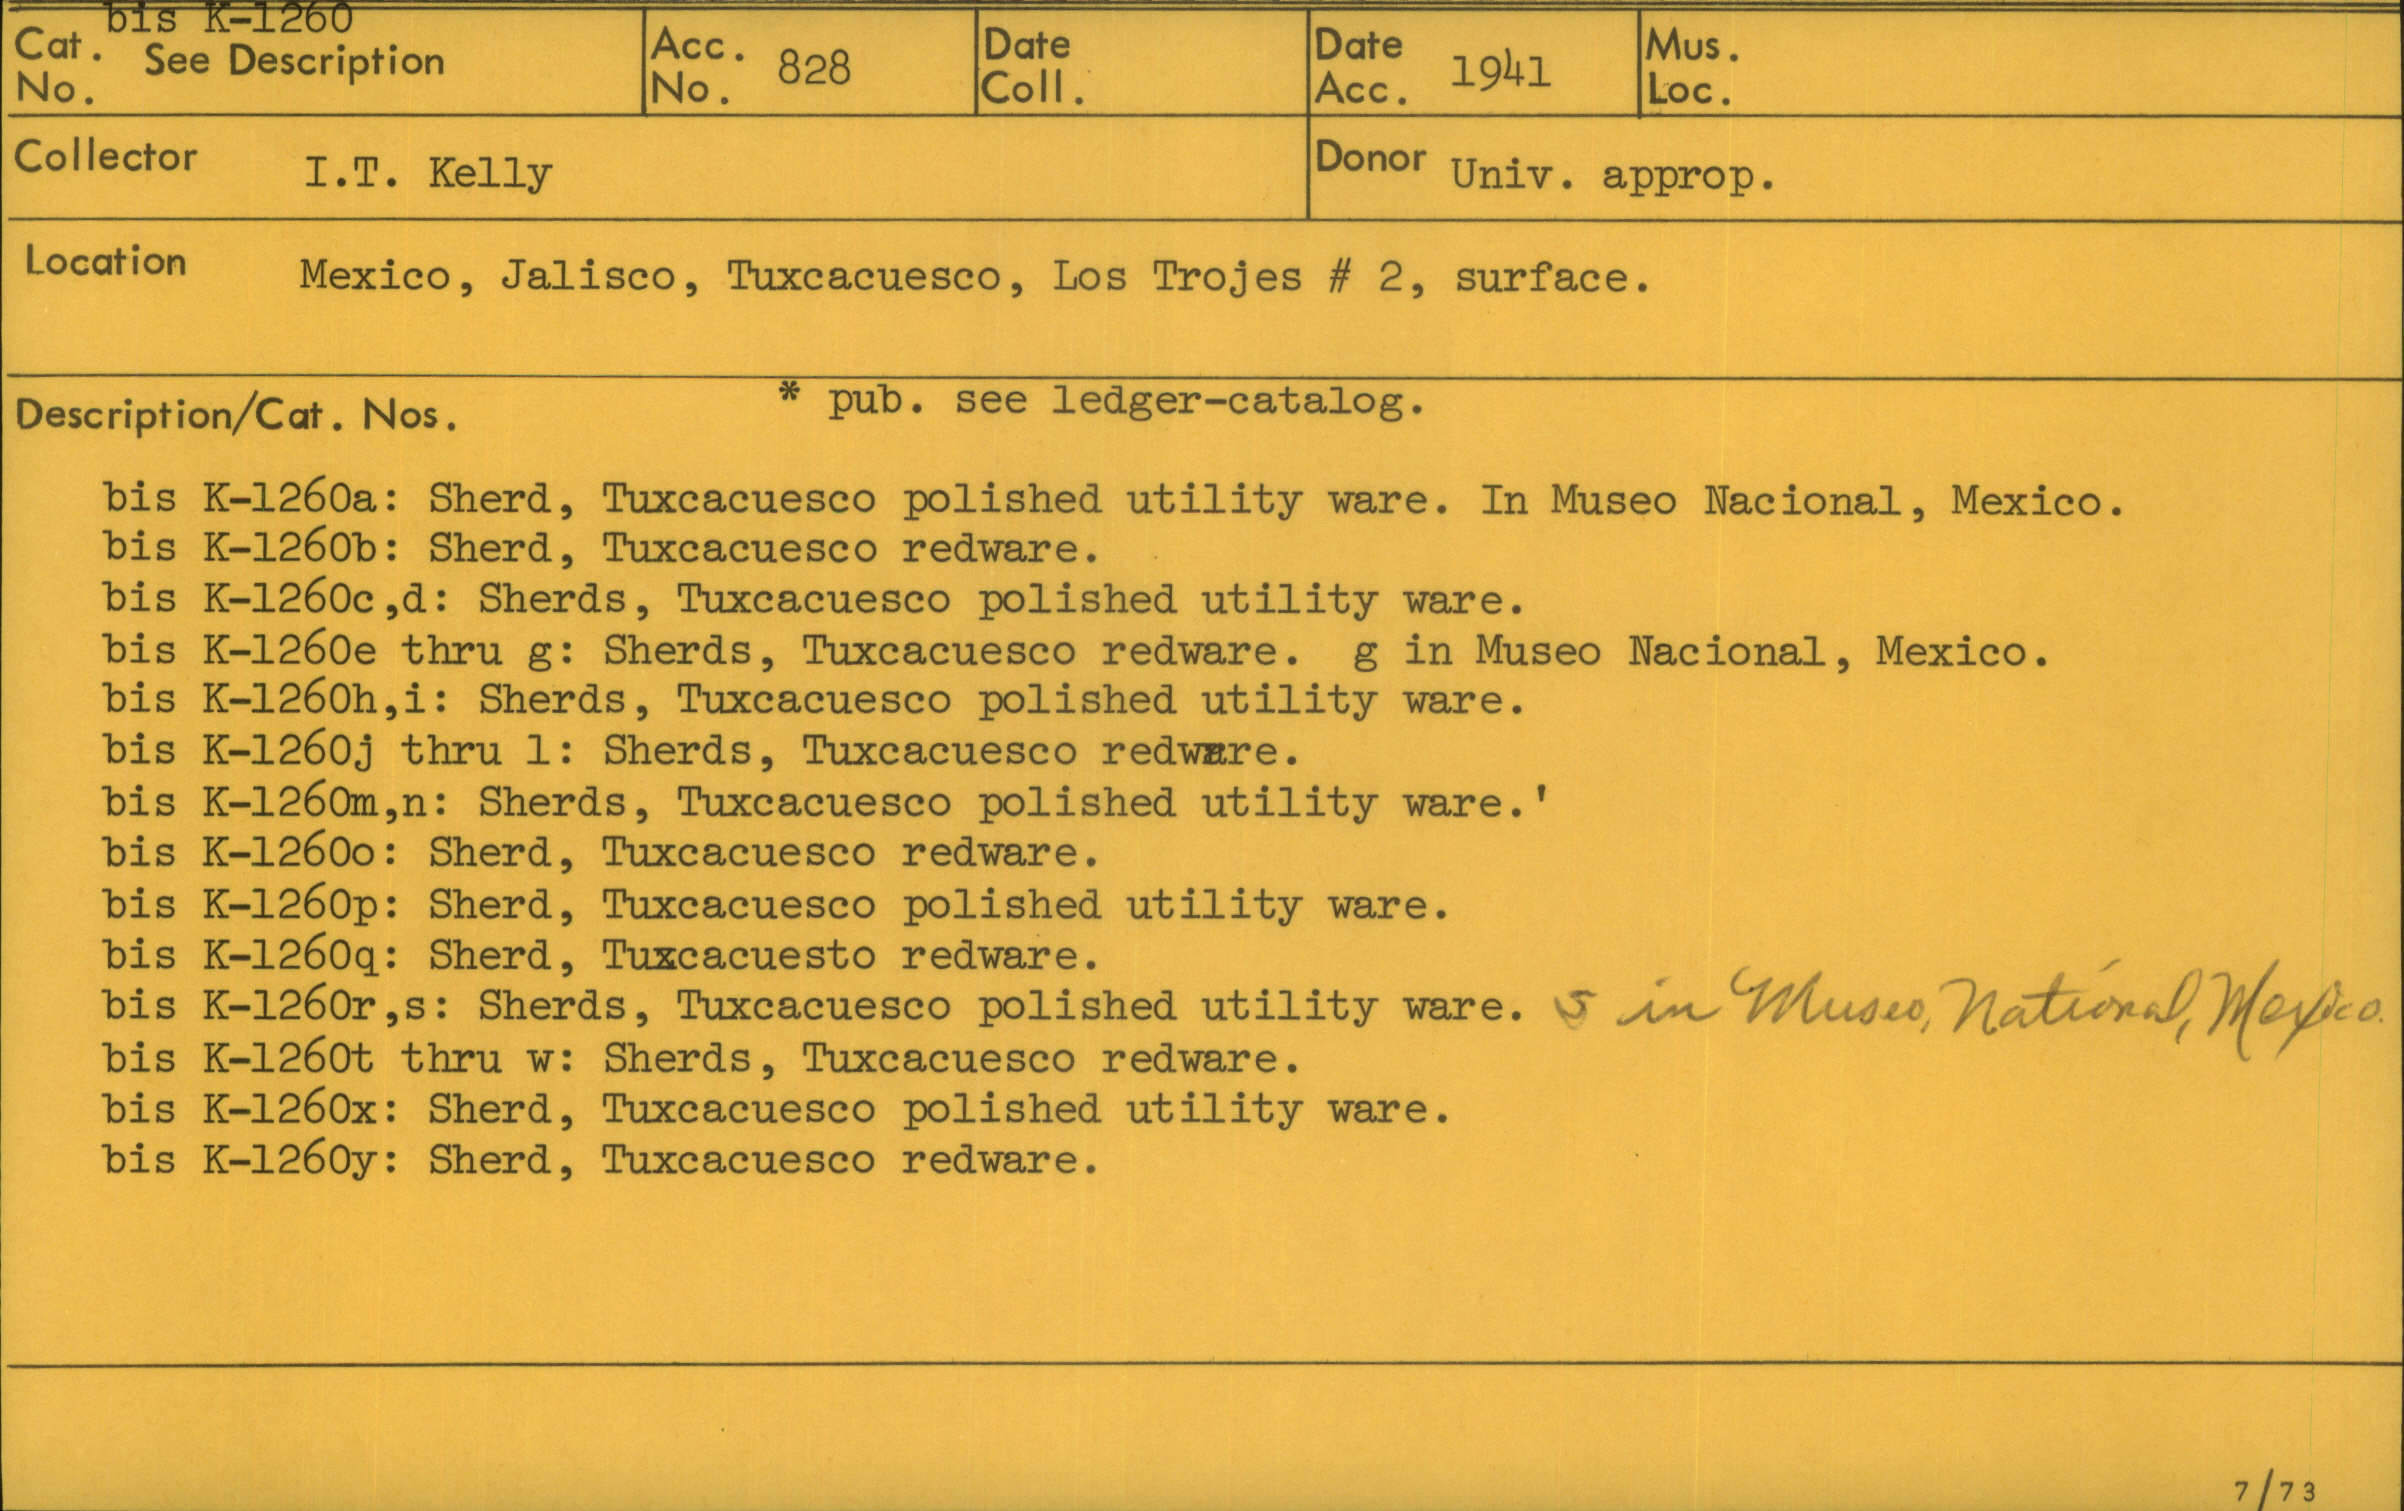 bis K-1260
Cat. No. See Description
Acc. No. 828
Date Coll.
Date Acc. 1941
Mus. Loc.
Collector I.T. Kelly
Donor Univ. approp.
Location Mexico, Jalisco, Tuxcacuesco, Los Trojes # 2, surface.
* pub. see ledger-catalog.
Description/Cat. Nos.
bis K-1260a: Sherd, Tuxcacuesco polished utility ware. In Museo Nacional, Mexico.
bis K-1260b: Sherd, Tuxcacuesco redware.
bis K-1260c,d: Sherds, Tuxcacuesco polished utility ware.
bis K-1260e thru g: Sherds, Tuxcacuesco redware. g in Museo Nacional, Mexico.
bis K-1260h,i: Sherds, Tuxcacuesco polished utility ware.
bis K-1260j thru l: Sherds, Tuxcacuesco redware.
bis K-1260m,n: Sherds, Tuxcacuesco polished utility ware.'
bis K-1260o: Sherd, Tuxcacuesco redware.
bis K-1260p: Sherd, Tuxcacuesco polished utility ware.
bis K-1260q: Sherd, Tuxcacuesto redware.
bis K-1260r,s: Sherds, Tuxcacuesco polished utility ware. s in Museo, National, Mexico.
bis K-1260t thru w: Sherds, Tuxcacuesco redware.
bis K-1260x: Sherd, Tuxcacuesco polished utility ware.
bis K-1260y: Sherd, Tuxcacuesco redware.
7/73